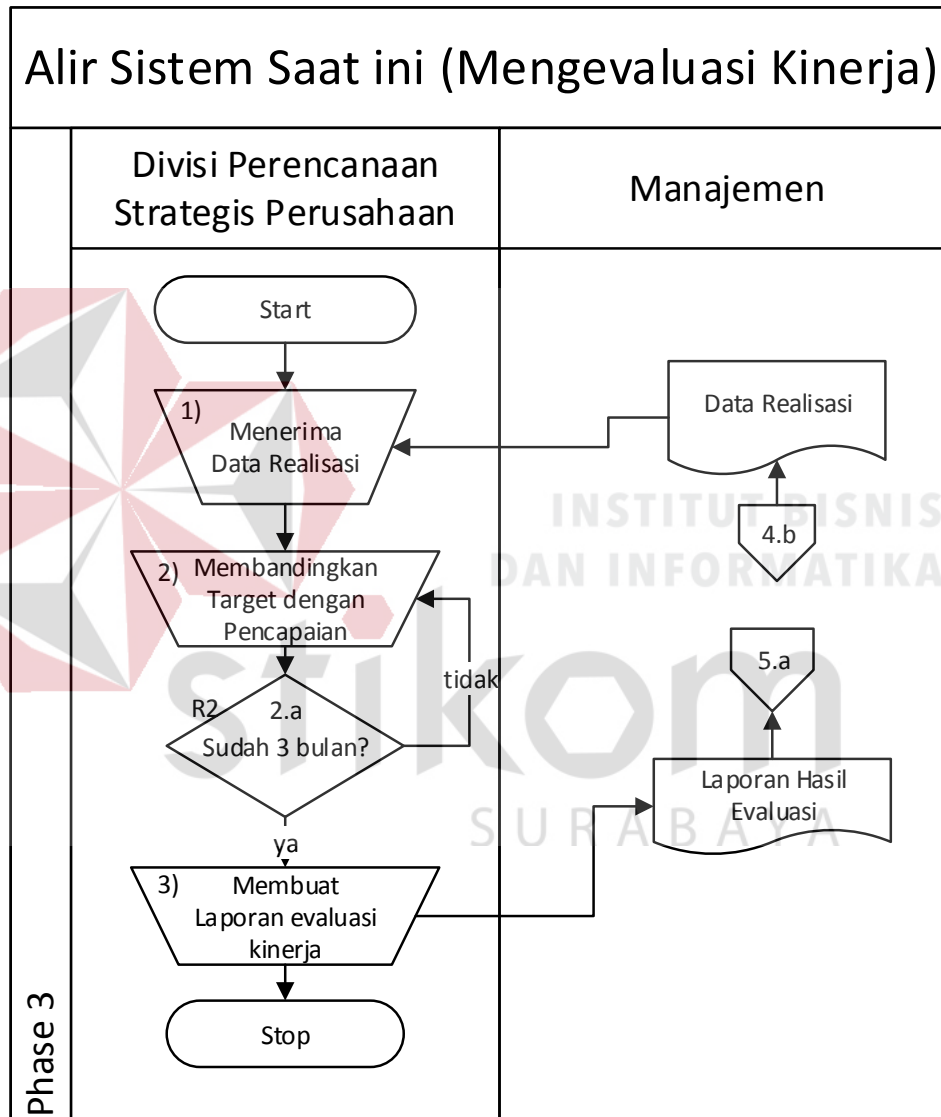 Alir Sistem Saat ini (Mengevaluasi Kinerja)
Divisi Perencanaan
Strategis Perusahaan
Manajemen
Start
1)
Menerima
Data Realisasi
Data Realisasi
4.b
2)
Membandingkan
Target dengan
Pencapaian
tidak
R2
2.a
Sudah 3 bulan?
5.a
Laporan Hasil
Evaluasi
ya
3)
Membuat
Laporan evaluasi
kinerja
Stop
Phase 3
INSTITUT BISNIS
DAN INFORMATIKA
stikom
SURABAYA